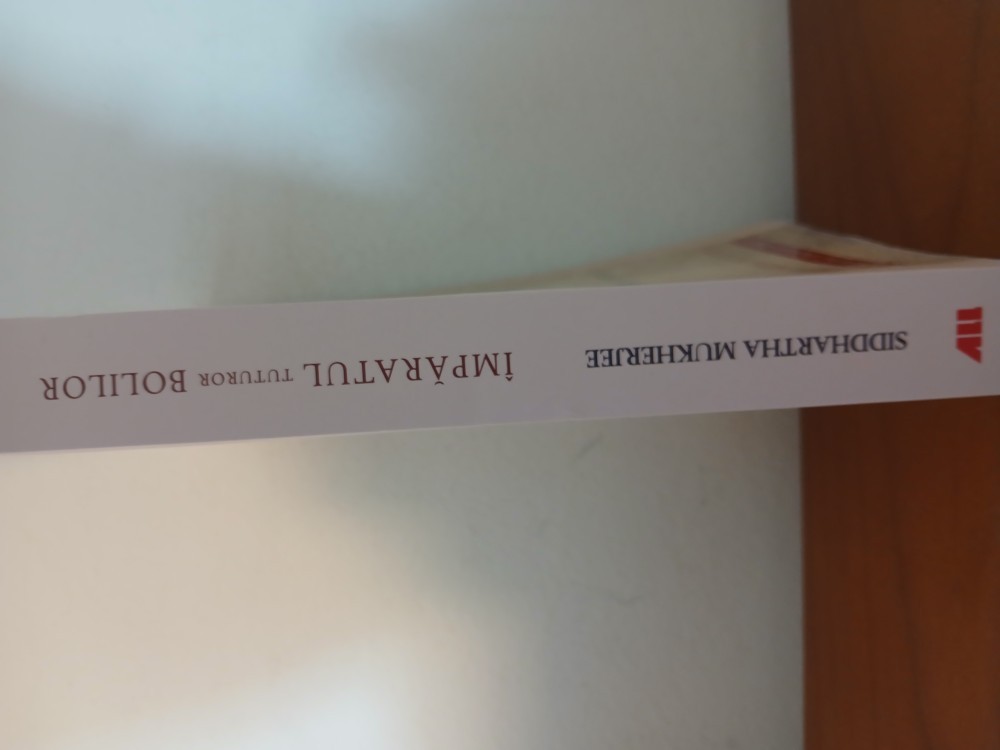 SIDDHARTHA MUKHERJEE
ÎMPĂRATUL TUTUROR BOLILOR